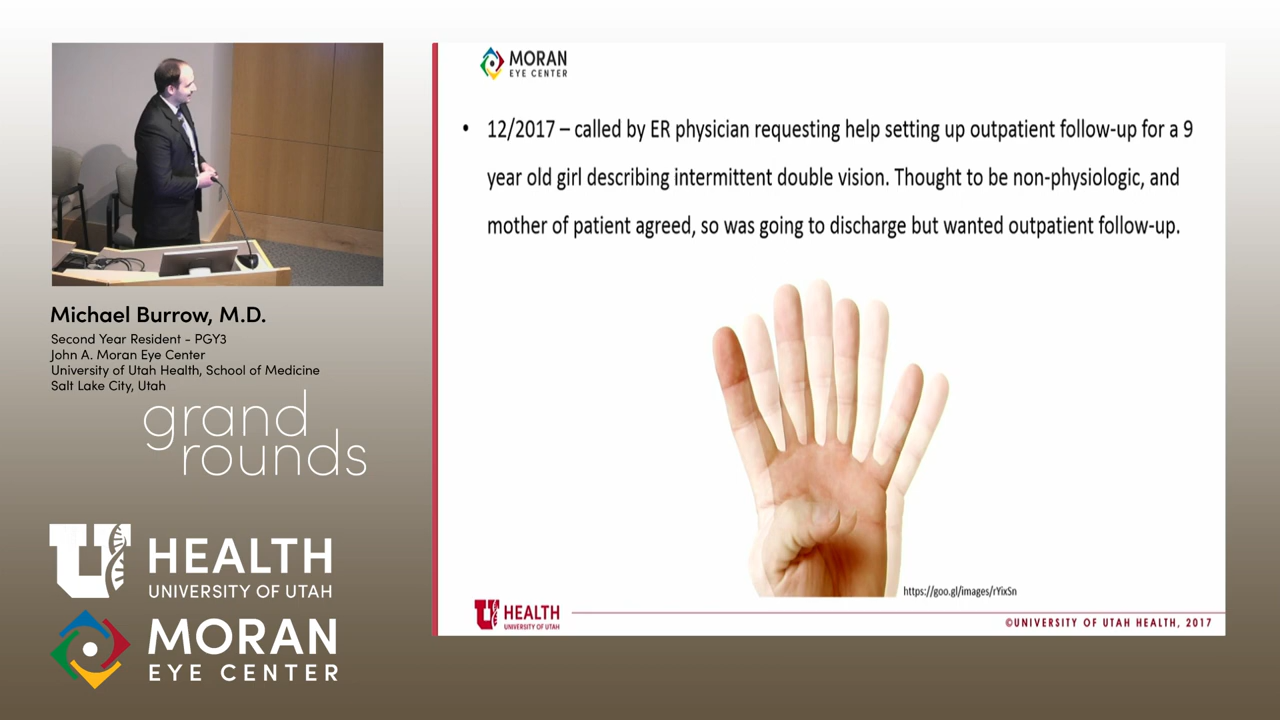 Michael Burrow, M.D.
Second Year Resident - PGY3
John A. Moran Eye Center
University of Utah Health, School of Medicine
Salt Lake City, Utah
grand
rounds
U HEALTH
UNIVERSITY OF UTAH
MORAN
EYE CENTER
MORAN
EYE CENTER
• 12/2017 – called by ER physician requesting help setting up outpatient follow-up for a 9
year old girl describing intermittent double vision. Thought to be non-physiologic, and
mother of patient agreed, so was going to discharge but wanted outpatient follow-up.
https://goo.gl/images/rYixSn
U HEALTH
UNIVERSITY OF UTAH
©UNIVERSITY OF UTAH HEALTH, 2017